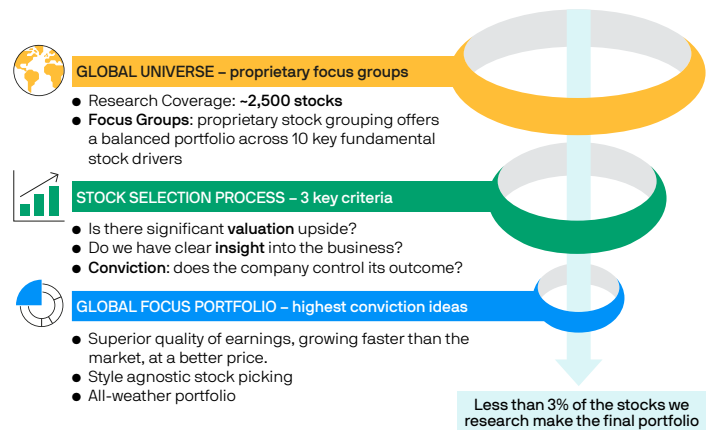 GLOBAL UNIVERSE – proprietary focus groups
● Research Coverage: ~2,500 stocks
● Focus Groups: proprietary stock grouping offers
a balanced portfolio across 10 key fundamental
stock drivers
STOCK SELECTION PROCESS – 3 key criteria
● Is there significant valuation upside?
● Do we have clear insight into the business?
● Conviction: does the company control its outcome?
GLOBAL FOCUS PORTFOLIO – highest conviction ideas
● Superior quality of earnings, growing faster than the
market, at a better price.
● Style agnostic stock picking
● All-weather portfolio
Less than 3% of the stocks we
research make the final portfolio